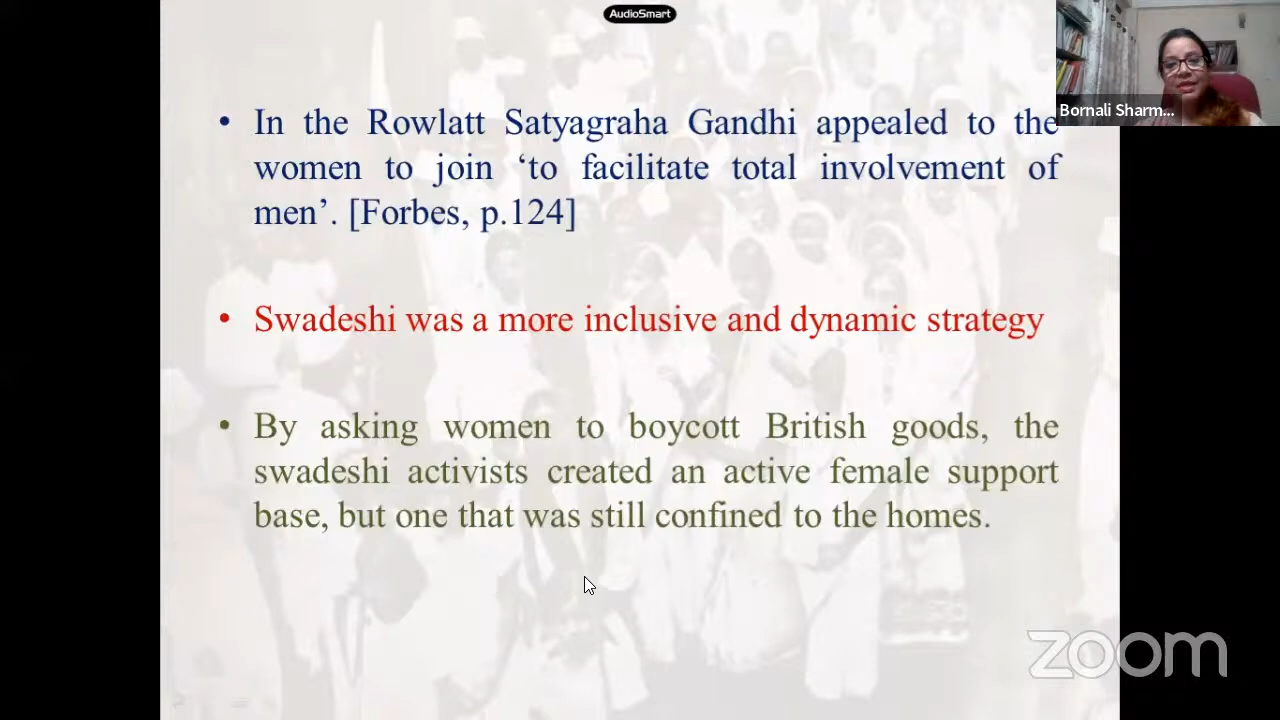 AudioSmart
Bornali Sharm...
• In the Rowlatt Satyagraha Gandhi appealed to the
women to join ‘to facilitate total involvement of
men’. [Forbes, p.124]
• Swadeshi was a more inclusive and dynamic strategy
• By asking women to boycott British goods, the
swadeshi activists created an active female support
base, but one that was still confined to the homes.
zoom